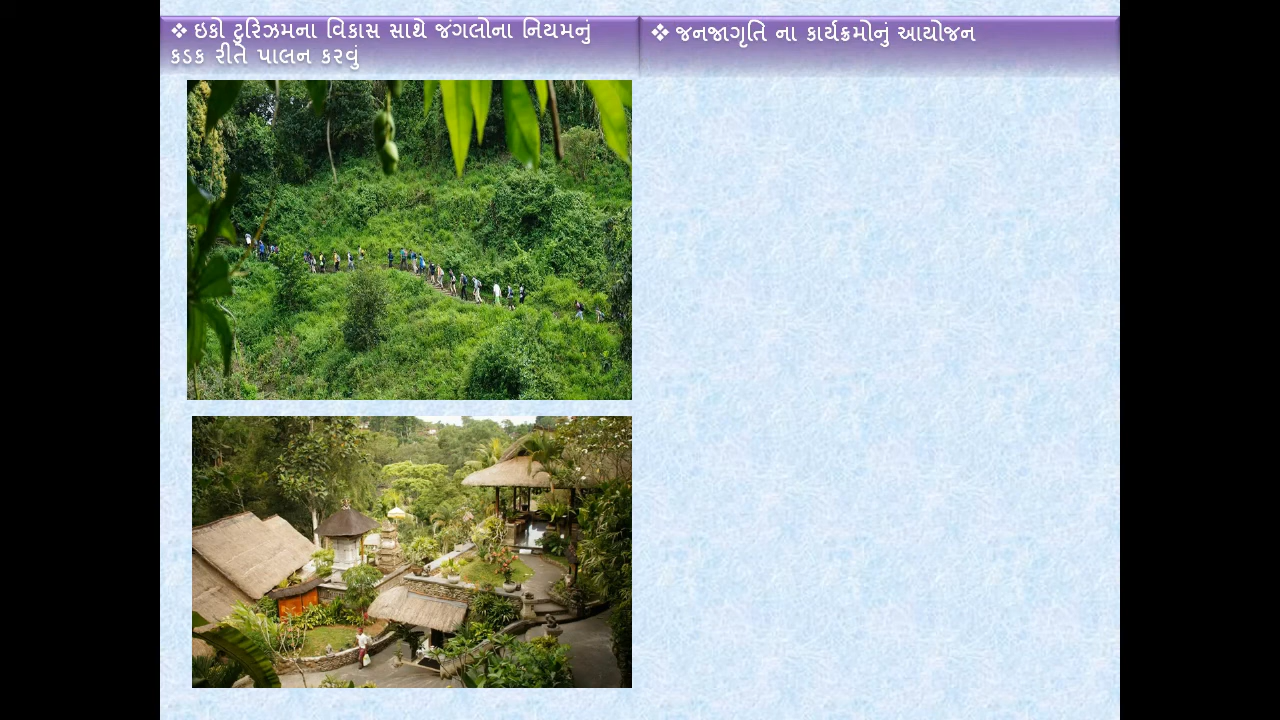 ❖ ઇકો ટુરિઝમના વિકાસ સાથે જંગલોના નિયમનું
કડક રીતે પાલન કરવું
❖ જનજાગૃતિ ના કાર્યક્રમોનું આયોજન